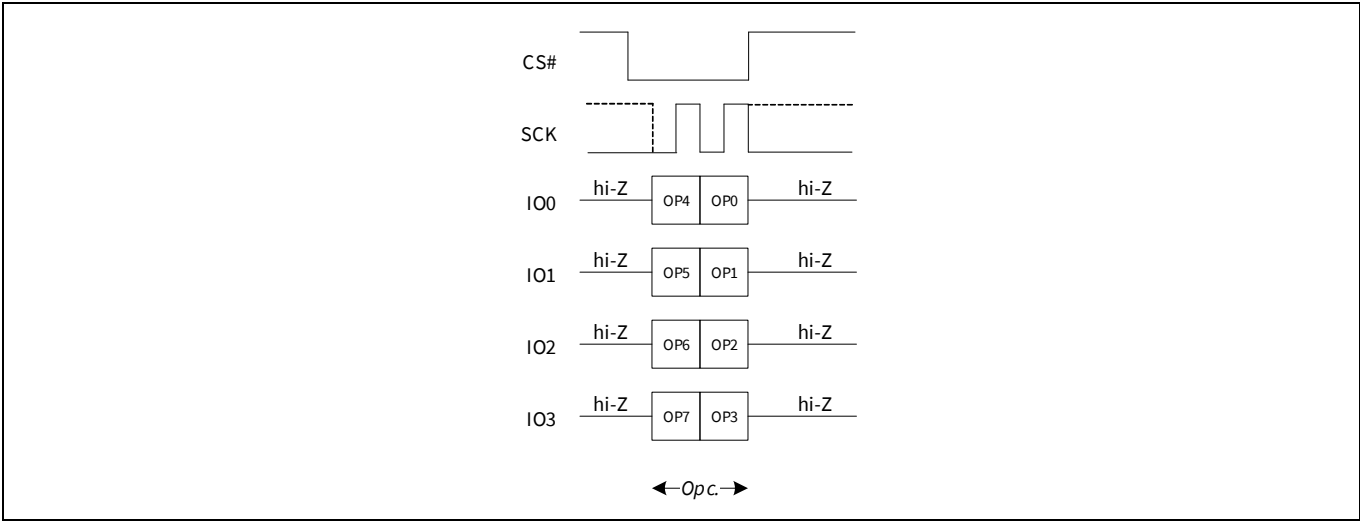 CS#
SCK
IO0 hi-Z OP4 OP0 hi-Z
IO1 hi-Z OP5 OP1 hi-Z
IO2 hi-Z OP6 OP2 hi-Z
IO3 hi-Z OP7 OP3 hi-Z
Opc.